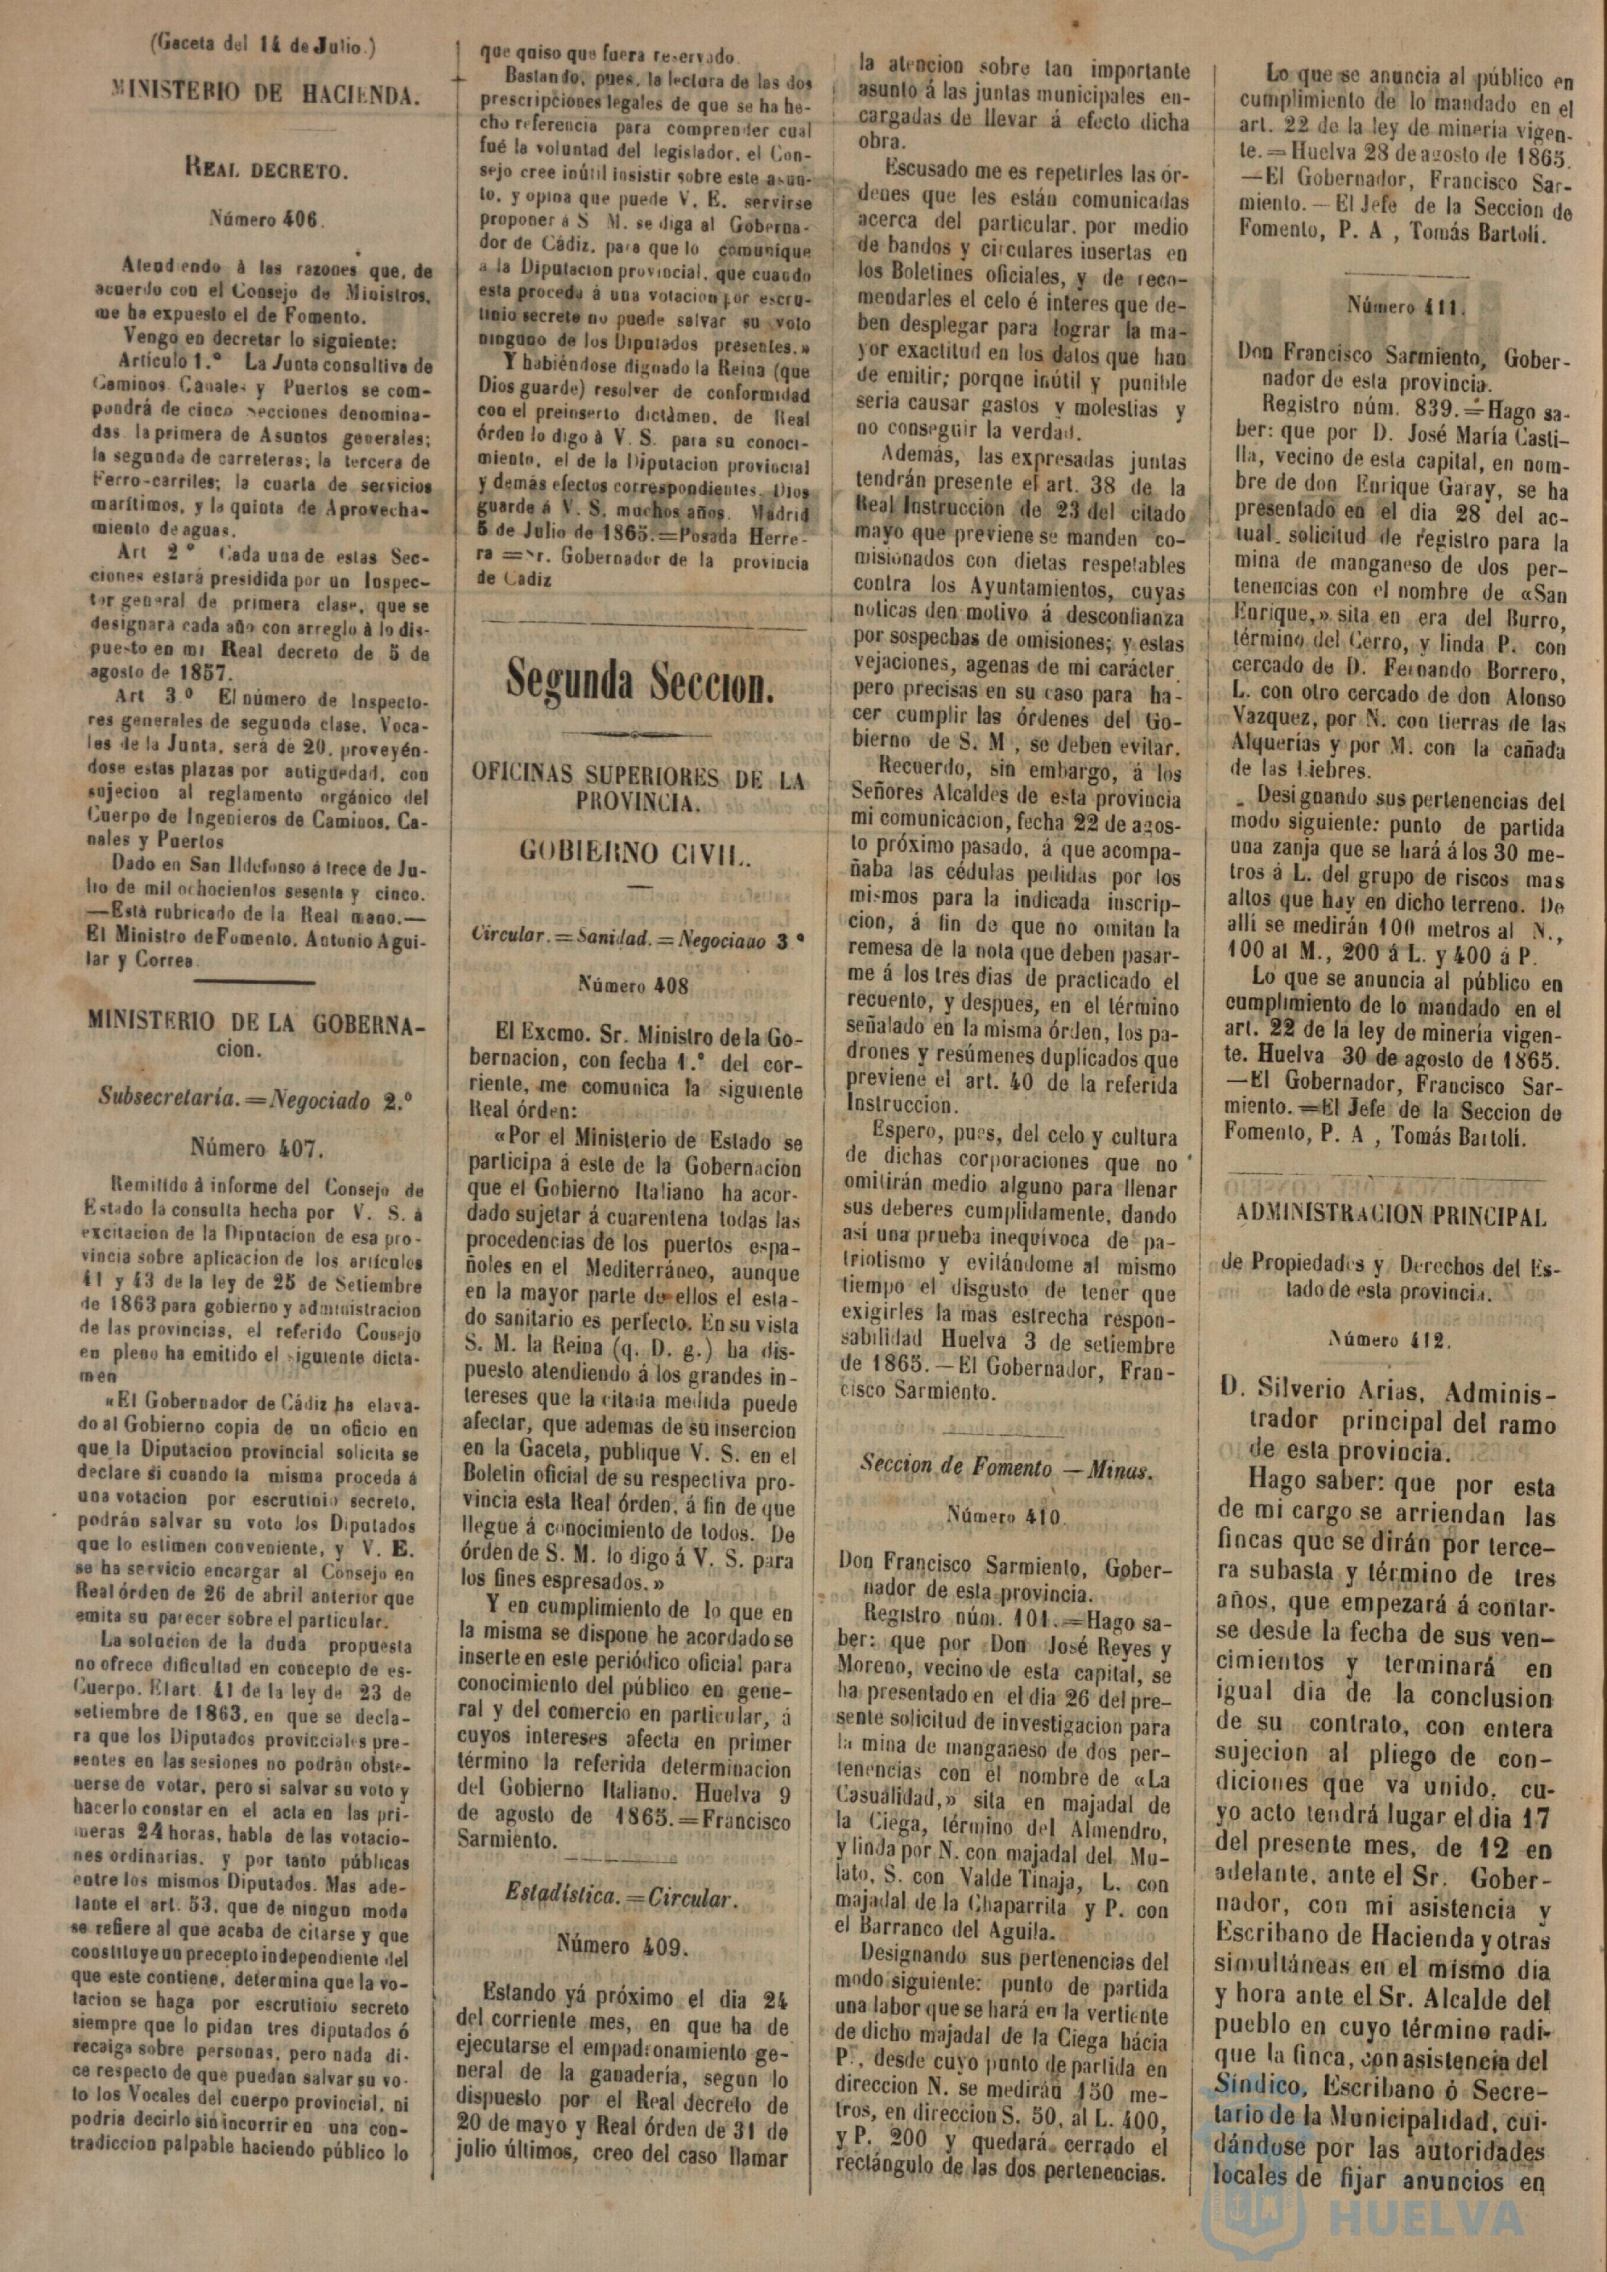 (Gaceta del 14 de Julio.)
MINISTERIO DE HACIENDA.
REAL DECRETO.
Número 406.
Atendiendo à las razones que, de
acuerdo con el Consejo de Ministros,
me ha expuesto el de Fomento.
Vengo en decretar lo siguiente:
Artículo 1.º La Junta consultiva de
Caminos Canales y Puertos se com-
pondrá de cinco secciones denomina-
das la primera de Asuntos generales;
la segunda de carreteras; la tercera de
Ferro-carriles; la cuarta de servicios
marítimos, y la quinta de Aprovecha-
miento de aguas.
Art 2º Cada una de estas Sec-
ciones estará presidida por un Inspec-
tor general de primera clase, que se
designara cada año con arreglo à lo dis-
puesto en mi Real decreto de 5 de
agosto de 1857.
Art 3º El número de Inspecto-
res generales de segunda clase, Voca-
les de la Junta, será de 20, proveyén-
dose estas plazas por antigüedad, con
sujecion al reglamento orgánico del
Cuerpo de Ingenieros de Caminos, Ca-
nales y Puertos
Dado en San Ildefonso á trece de Ju-
lio de mil ochocientos sesenta y cinco.
—Està rubricado de la Real mano.—
El Ministro de Fomento, Antonio Agui-
lar y Correa.
MINISTERIO DE LA GOBERNA-
cion.
Subsecretaría.=Negociado 2.º
Número 407.
Remitido à informe del Consejo de
Estado la consulta hecha por V. S. à
excitacion de la Diputacion de esa pro-
vincia sobre aplicacion de los artículos
41 y 43 de la ley de 25 de Setiembre
de 1863 para gobierno y administracion
de las provincias, el referido Consejo
en pleno ha emitido el siguiente dicta-
men
«El Gobernador de Cádiz ha eleva-
do al Gobierno copia de un oficio en
que la Diputacion provincial solicita se
declare si cuando la misma proceda á
una votacion por escrutinio secreto,
podrán salvar su voto los Diputados
que lo estimen conveniente, y V. E.
se ha servicio encargar al Consejo en
Real órden de 26 de abril anterior que
emita su parecer sobre el particular.
La solucion de la duda propuesta
no ofrece dificultad en concepto de es-
Cuerpo. El art. 41 de la ley de 23 de
setiembre de 1863, en que se decla-
ra que los Diputados provinciales pre-
sentes en las sesiones no podrán obste-
nerse de votar, pero si salvar su voto y
hacerlo constar en el acta en las pri-
meras 24 horas, habla de las votacio-
nes ordinarias, y por tanto públicas
entre los mismos Diputados. Mas ade-
lante el art. 53, que de ningun modo
se refiere al que acaba de citarse y que
constituye un precepto independiente del
que este contiene, determina que la vo-
tacion se haga por escrutinio secreto
siempre que lo pidan tres diputados ó
recaiga sobre personas, pero nada di-
ce respecto de que puedan salvar su vo-
to los Vocales del cuerpo provincial, ni
podria decirlo sin incorrir en una con-
tradiccion palpable haciendo público lo
que quiso que fuera reservado.
Bastando, pues, la lectura de las dos
prescripciones legales de que se ha he-
cho referencia para comprender cual
fué la voluntad del legislador, el Con-
sejo cree inútil insistir sobre este asun-
to, y opina que puede V. E. servirse
proponer à S M. se diga al Goberna-
dor de Cádiz, para que lo comunique
á la Diputacion provincial, que cuando
esta proceda á una votacion por escru-
tinio secreto no puede salvar su voto
ninguno de los Diputados presentes.»
Y habiéndose dignado la Reina (que
Dios guarde) resolver de conformidad
con el preinserto dictámen, de Real
órden lo digo à V. S. para su conoci-
miento, el de la Diputacion provincial
y demás efectos correspondientes. Dios
guarde á V. S. muchos años. Madrid
5 de Julio de 1865.=Posada Herre-
ra =Sr. Gobernador de la provincia
de Cadiz
Segunda Seccion.
OFICINAS SUPERIORES DE LA
PROVINCIA.
GOBIERNO CIVIL.
Circular.=Sanidad.=Negociado 3º
Número 408
El Excmo. Sr. Ministro de la Go-
bernacion, con fecha 1.º del cor-
riente, me comunica la siguiente
Real órden:
«Por el Ministerio de Estado se
participa á este de la Gobernacion
que el Gobierno Italiano ha acor-
dado sujetar á cuarentena todas las
procedencias de los puertos espa-
ñoles en el Mediterráneo, aunque
en la mayor parte de ellos el esta-
do sanitario es perfecto. En su vista
S. M. la Reina (q. D. g.) ha dis-
puesto atendiendo á los grandes in-
tereses que la citada medida puede
afectar, que ademas de su insercion
en la Gaceta, publique V. S. en el
Boletin oficial de su respectiva pro-
vincia esta Real órden, á fin de que
llegue á conocimiento de todos. De
órden de S. M. lo digo á V. S. para
los fines espresados.»
Y en cumplimiento de lo que en
la misma se dispone he acordado se
inserte en este periódico oficial para
conocimiento del público en gene-
ral y del comercio en particular, á
cuyos intereses afecta en primer
término la referida determinacion
del Gobierno Italiano. Huelva 9
de agosto de 1865.=Francisco
Sarmiento.
Estadística.=Circular.
Número 409.
Estando yá próximo el dia 24
del corriente mes, en que ha de
ejecutarse el empadronamiento ge-
neral de la ganadería, segun lo
dispuesto por el Real decreto de
20 de mayo y Real órden de 31 de
julio últimos, creo del caso llamar
la atencion sobre tan importante
asunto á las juntas municipales en-
cargadas de llevar á efecto dicha
obra.
Escusado me es repetirles las ór-
denes que les están comunicadas
acerca del particular, por medio
de bandos y circulares insertas en
los Boletines oficiales, y de reco-
mendarles el celo é interes que de-
ben desplegar para lograr la ma-
yor exactitud en los datos que han
de emitir; porque inútil y punible
seria causar gastos y molestias y
no conseguir la verdad.
Además, las expresadas juntas
tendrán presente el art. 38 de la
Real Instruccion de 23 del citado
mayo que previene se manden co-
misionados con dietas respetables
contra los Ayuntamientos, cuyas
noticas den motivo á desconfianza
por sospechas de omisiones; y estas
vejaciones, agenas de mi carácter
pero precisas en su caso para ha-
cer cumplir las órdenes del Go-
bierno de S. M, se deben evitar.
Recuerdo, sin embargo, á los
Señores Alcaldes de esta provincia
mi comunicacion, fecha 22 de agos-
to próximo pasado, á que acompa-
ñaba las cédulas pedidas por los
mismos para la indicada inscrip-
cion, á fin de que no omitan la
remesa de la nota que deben pasar-
me á los tres dias de practicado el
recuento, y despues, en el término
señalado en la misma órden, los pa-
drones y resúmenes duplicados que
previene el art. 40 de la referida
Instruccion.
Espero, pues, del celo y cultura
de dichas corporaciones que no
omitirán medio alguno para llenar
sus deberes cumplidamente, dando
así una prueba inequívoca de pa-
triotismo y evitándome al mismo
tiempo el disgusto de tener que
exigirles la mas estrecha respon-
sabilidad Huelva 3 de setiembre
de 1865.—El Gobernador, Fran-
cisco Sarmiento.
Seccion de Fomento —Minas.
Número 410.
Don Francisco Sarmiento, Gober-
nador de esta provincia.
Registro núm. 101.=Hago sa-
ber: que por Don José Reyes y
Moreno, vecino de esta capital, se
ha presentado en el dia 26 del pre-
sente solicitud de investigacion para
la mina de manganeso de dos per-
tenencias con el nombre de «La
Casualidad,» sita en majadal de
la Ciega, término del Almendro,
y linda por N. con majadal del Mu-
lato, S. con Valde Tinaja, L. con
majadal de la Chaparrita y P. con
el Barranco del Aguila.
Designando sus pertenencias del
modo siguiente: punto de partida
una labor que se hará en la vertiente
de dicho majadal de la Ciega hácia
P., desde cuyo punto de partida en
direccion N. se medirán 150 me-
tros, en direccion S. 50, al L. 400,
y P. 200 y quedará cerrado el
rectángulo de las dos pertenencias.
Lo que se anuncia al público en
cumplimiento de lo mandado en el
art. 22 de la ley de minería vigen-
te.=Huelva 28 de agosto de 1865.
—El Gobernador, Francisco Sar-
miento.—El Jefe de la Seccion de
Fomento, P. A, Tomás Bartolí.
Número 411.
Don Francisco Sarmiento, Gober-
nador de esta provincia.
Registro núm. 839.=Hago sa-
ber: que por D. José María Casti-
lla, vecino de esta capital, en nom-
bre de don Enrique Garay, se ha
presentado en el dia 28 del ac-
tual solicitud de registro para la
mina de manganeso de dos per-
tenencias con el nombre de «San
Enrique,» sita en era del Burro,
término del Cerro, y linda P. con
cercado de D. Fernando Borrero,
L. con otro cercado de don Alonso
Vazquez, por N. con tierras de las
Alquerías y por M. con la cañada
de las Liebres.
Designando sus pertenencias del
modo siguiente: punto de partida
una zanja que se hará á los 30 me-
tros á L. del grupo de riscos mas
altos que hay en dicho terreno. De
allí se medirán 100 metros al N.,
100 al M., 200 á L. y 400 á P.
Lo que se anuncia al público en
cumplimiento de lo mandado en el
art. 22 de la ley de minería vigen-
te. Huelva 30 de agosto de 1865.
—El Gobernador, Francisco Sar-
miento.=El Jefe de la Seccion de
Fomento, P. A, Tomás Bartolí.
ADMINISTRACION PRINCIPAL
de Propiedades y Derechos del Es-
tado de esta provincia.
Número 412.
D. Silverio Arias, Adminis-
trador principal del ramo
de esta provincia.
Hago saber: que por esta
de mi cargo se arriendan las
fincas que se dirán por terce-
ra subasta y término de tres
años, que empezará á contar-
se desde la fecha de sus ven-
cimientos y terminará en
igual dia de la conclusion
de su contrato, con entera
sujecion al pliego de con-
diciones que va unido, cu-
yo acto tendrá lugar el dia 17
del presente mes, de 12 en
adelante, ante el Sr. Gober-
nador, con mi asistencia y
Escribano de Hacienda y otras
simultáneas en el mismo dia
y hora ante el Sr. Alcalde del
pueblo en cuyo término radi-
que la finca, con asistencia del
Síndico, Escribano ó Secre-
tario de la Municipalidad, cui-
dándose por las autoridades
locales de fijar anuncios en
HUELVA